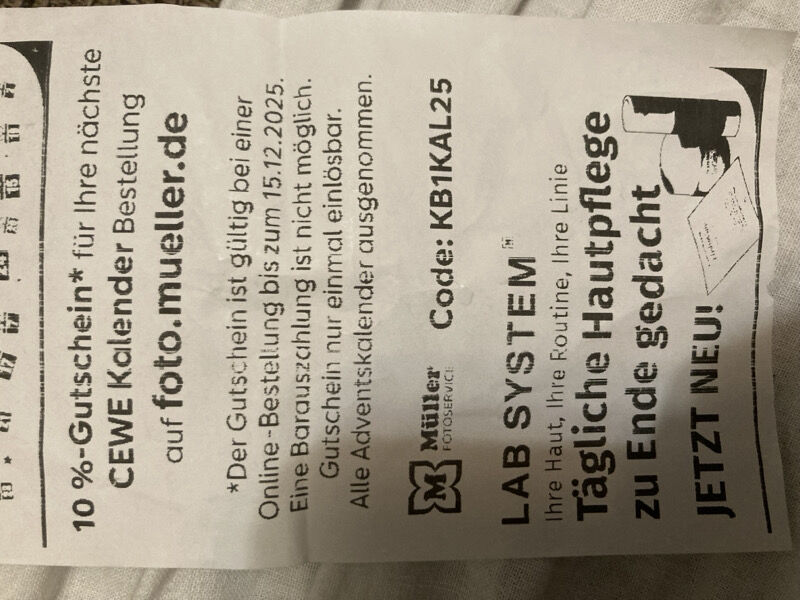 10 %-Gutschein* für Ihre nächste
CEWE Kalender Bestellung
auf foto.mueller.de
*Der Gutschein ist gültig bei einer
Online-Bestellung bis zum 15.12.2025.
Eine Barauszahlung ist nicht möglich.
Gutschein nur einmal einlösbar.
Alle Adventskalender ausgenommen.
M Müller Code: KB1KAL25
FOTOSERVICE
LAB SYSTEM
Ihre Haut, Ihre Routine, Ihre Linie
Tägliche Hautpflege
zu Ende gedacht
JETZT NEU!